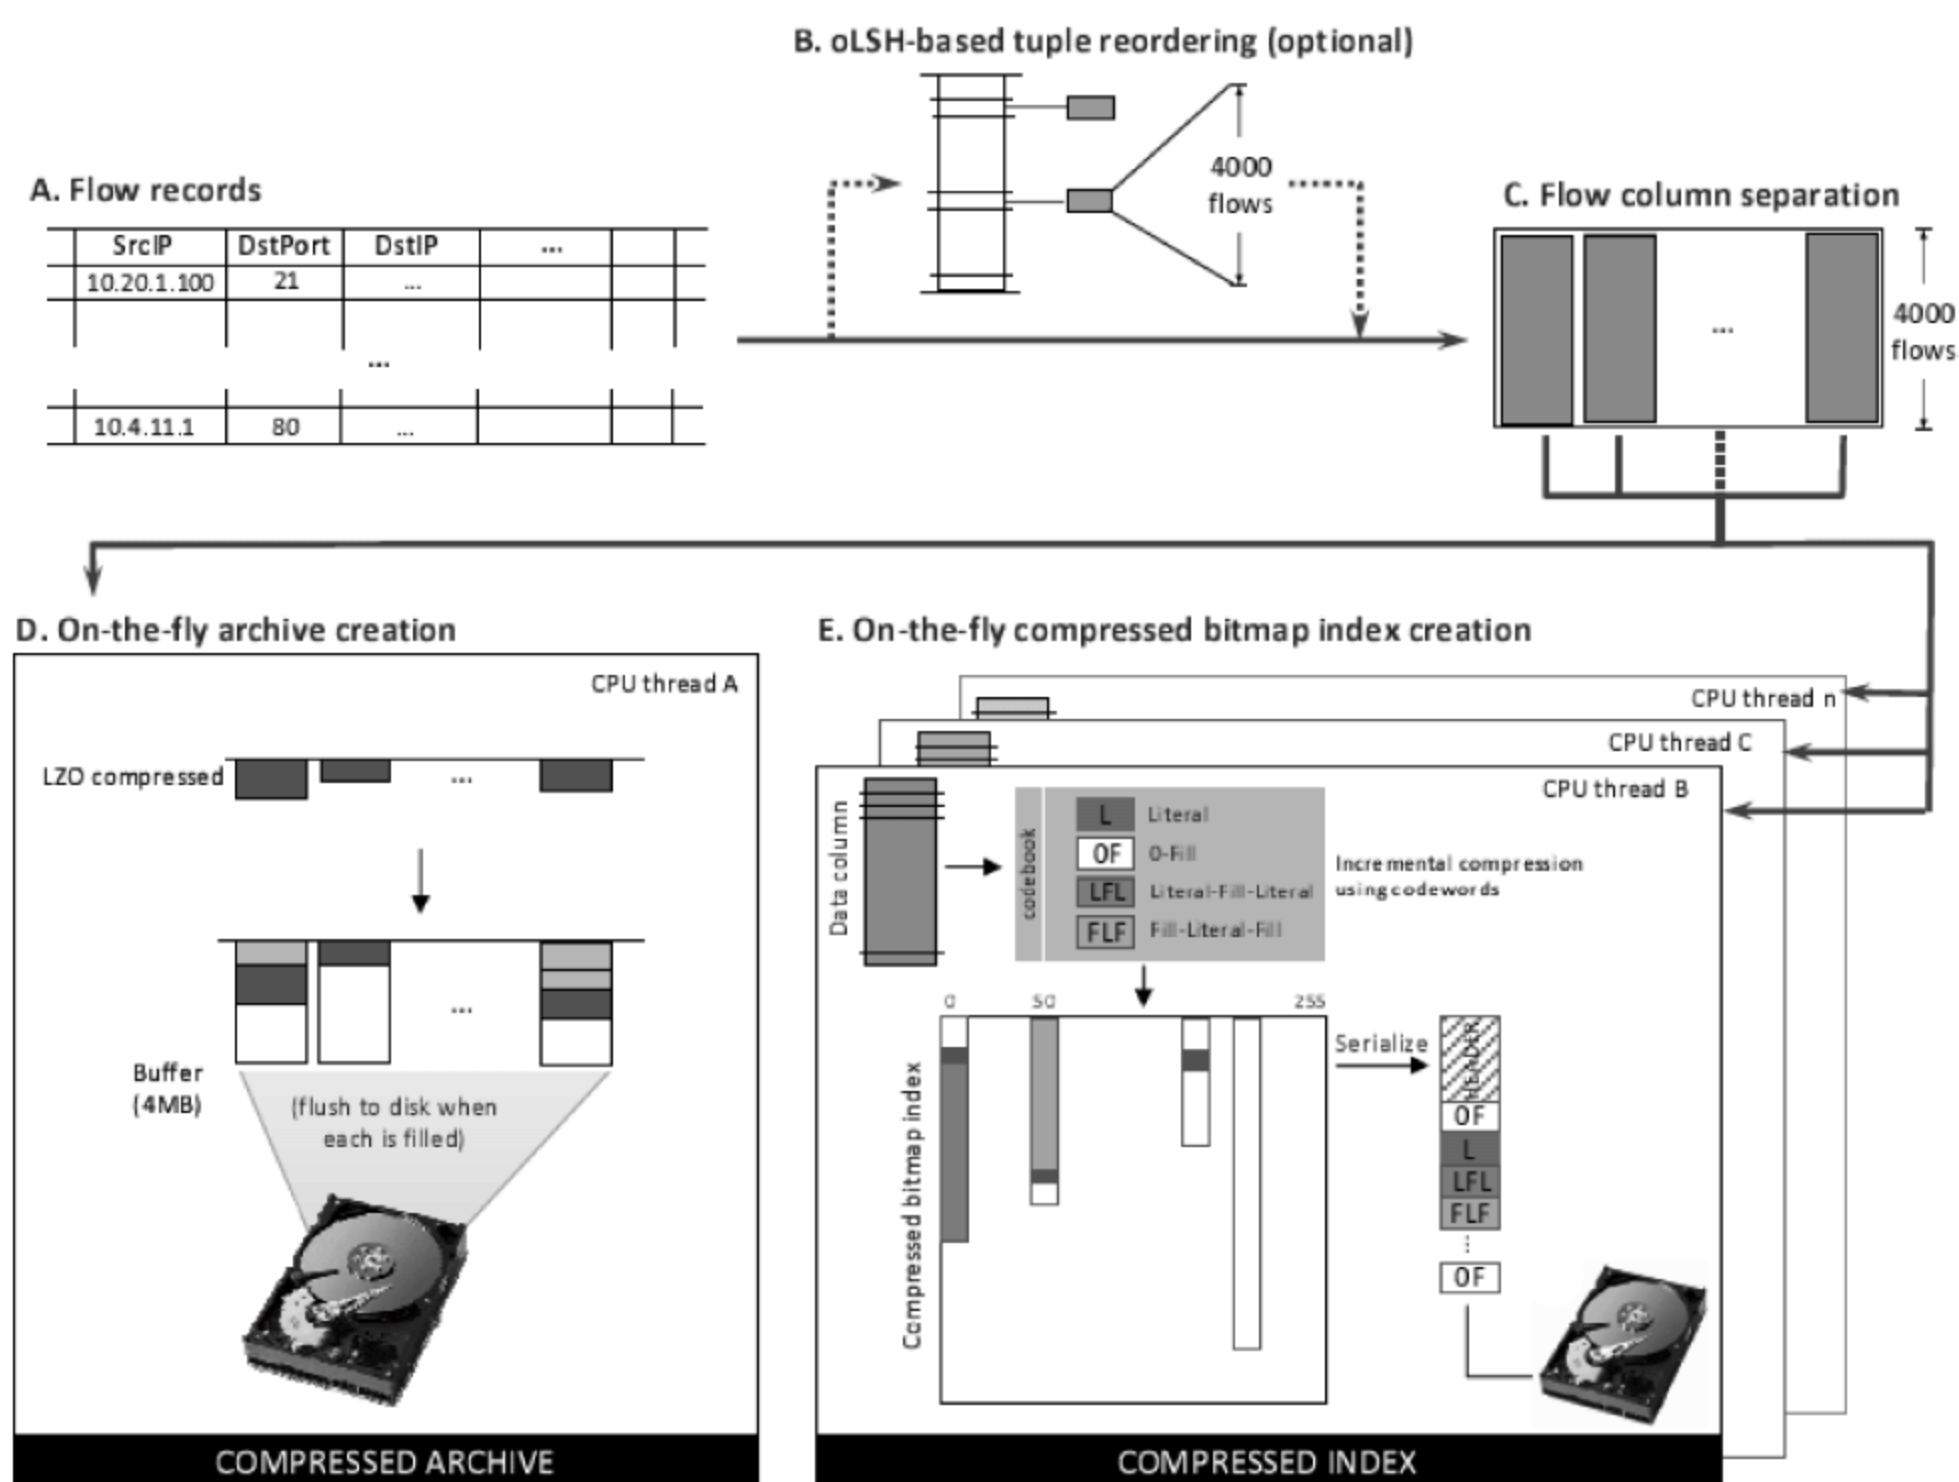 B. oLSH-based tuple reordering (optional)
4000
flows
A. Flow records
SrcIP DstPort DstIP ...
10.20.1.100 21 ...
...
10.4.11.1 80 ...
C. Flow column separation
...
4000
flows
D. On-the-fly archive creation
CPU thread A
LZO compressed
...
...
Buffer
(4MB)
(flush to disk when
each is filled)
COMPRESSED ARCHIVE
E. On-the-fly compressed bitmap index creation
CPU thread n
CPU thread C
CPU thread B
Data column
codebook
L Literal
0F 0-Fill
LFL Literal-Fill-Literal
FLF Fill-Literal-Fill
Incremental compression
using codewords
0 50 255
Compressed bitmap index
Serialize
HEADER
0F
L
LFL
FLF
0F
COMPRESSED INDEX